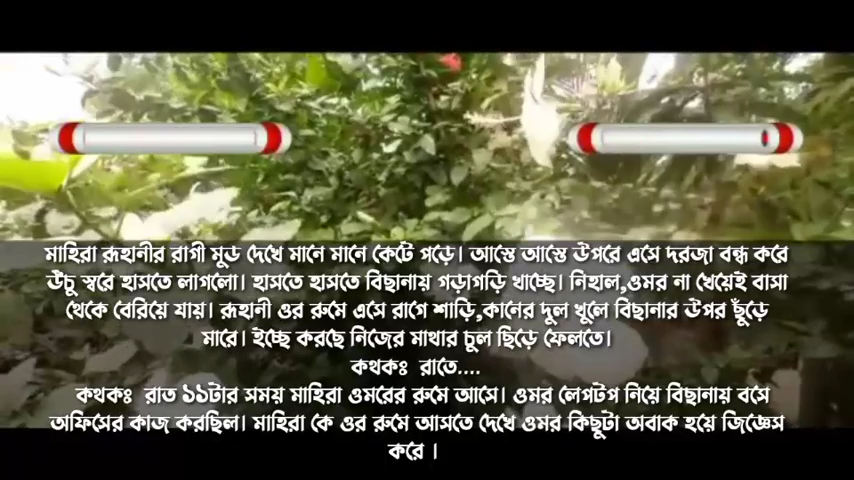 মাহিরা রূহানীর রাগী মুড দেখে মানে মানে কেটে পড়ে। আস্তে আস্তে উপরে এসে দরজা বন্ধ করে
উঁচু স্বরে হাসতে লাগলো। হাসতে হাসতে বিছানায় গড়াগড়ি খাচ্ছে। নিহাল,ওমর না খেয়েই বাসা
থেকে বেরিয়ে যায়। রূহানী ওর রুমে এসে রাগে শাড়ি,কানের দুল খুলে বিছানার উপর ছুঁড়ে
মারে। ইচ্ছে করছে নিজের মাথার চুল ছিড়ে ফেলতে।
কথকঃ রাতে....
কথকঃ রাত ১১টার সময় মাহিরা ওমরের রুমে আসে। ওমর লেপটপ নিয়ে বিছানায় বসে
অফিসের কাজ করছিল। মাহিরা কে ওর রুমে আসতে দেখে ওমর কিছুটা অবাক হয়ে জিজ্ঞেস
করে ।